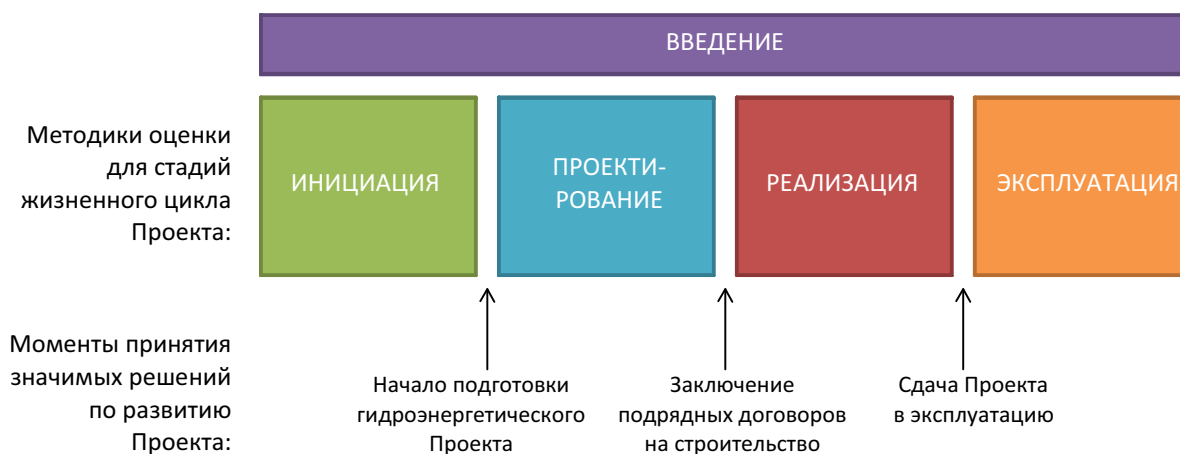 ВВЕДЕНИЕ
Методики оценки
для стадий
жизненного цикла
Проекта:
ИНИЦИАЦИЯ
ПРОЕКТИ-
РОВАНИЕ
РЕАЛИЗАЦИЯ
ЭКСПЛУАТАЦИЯ
Моменты принятия
значимых решений
по развитию
Проекта:
Начало подготовки
гидроэнергетического
Проекта
Заключение
подрядных договоров
на строительство
Сдача Проекта
в эксплуатацию